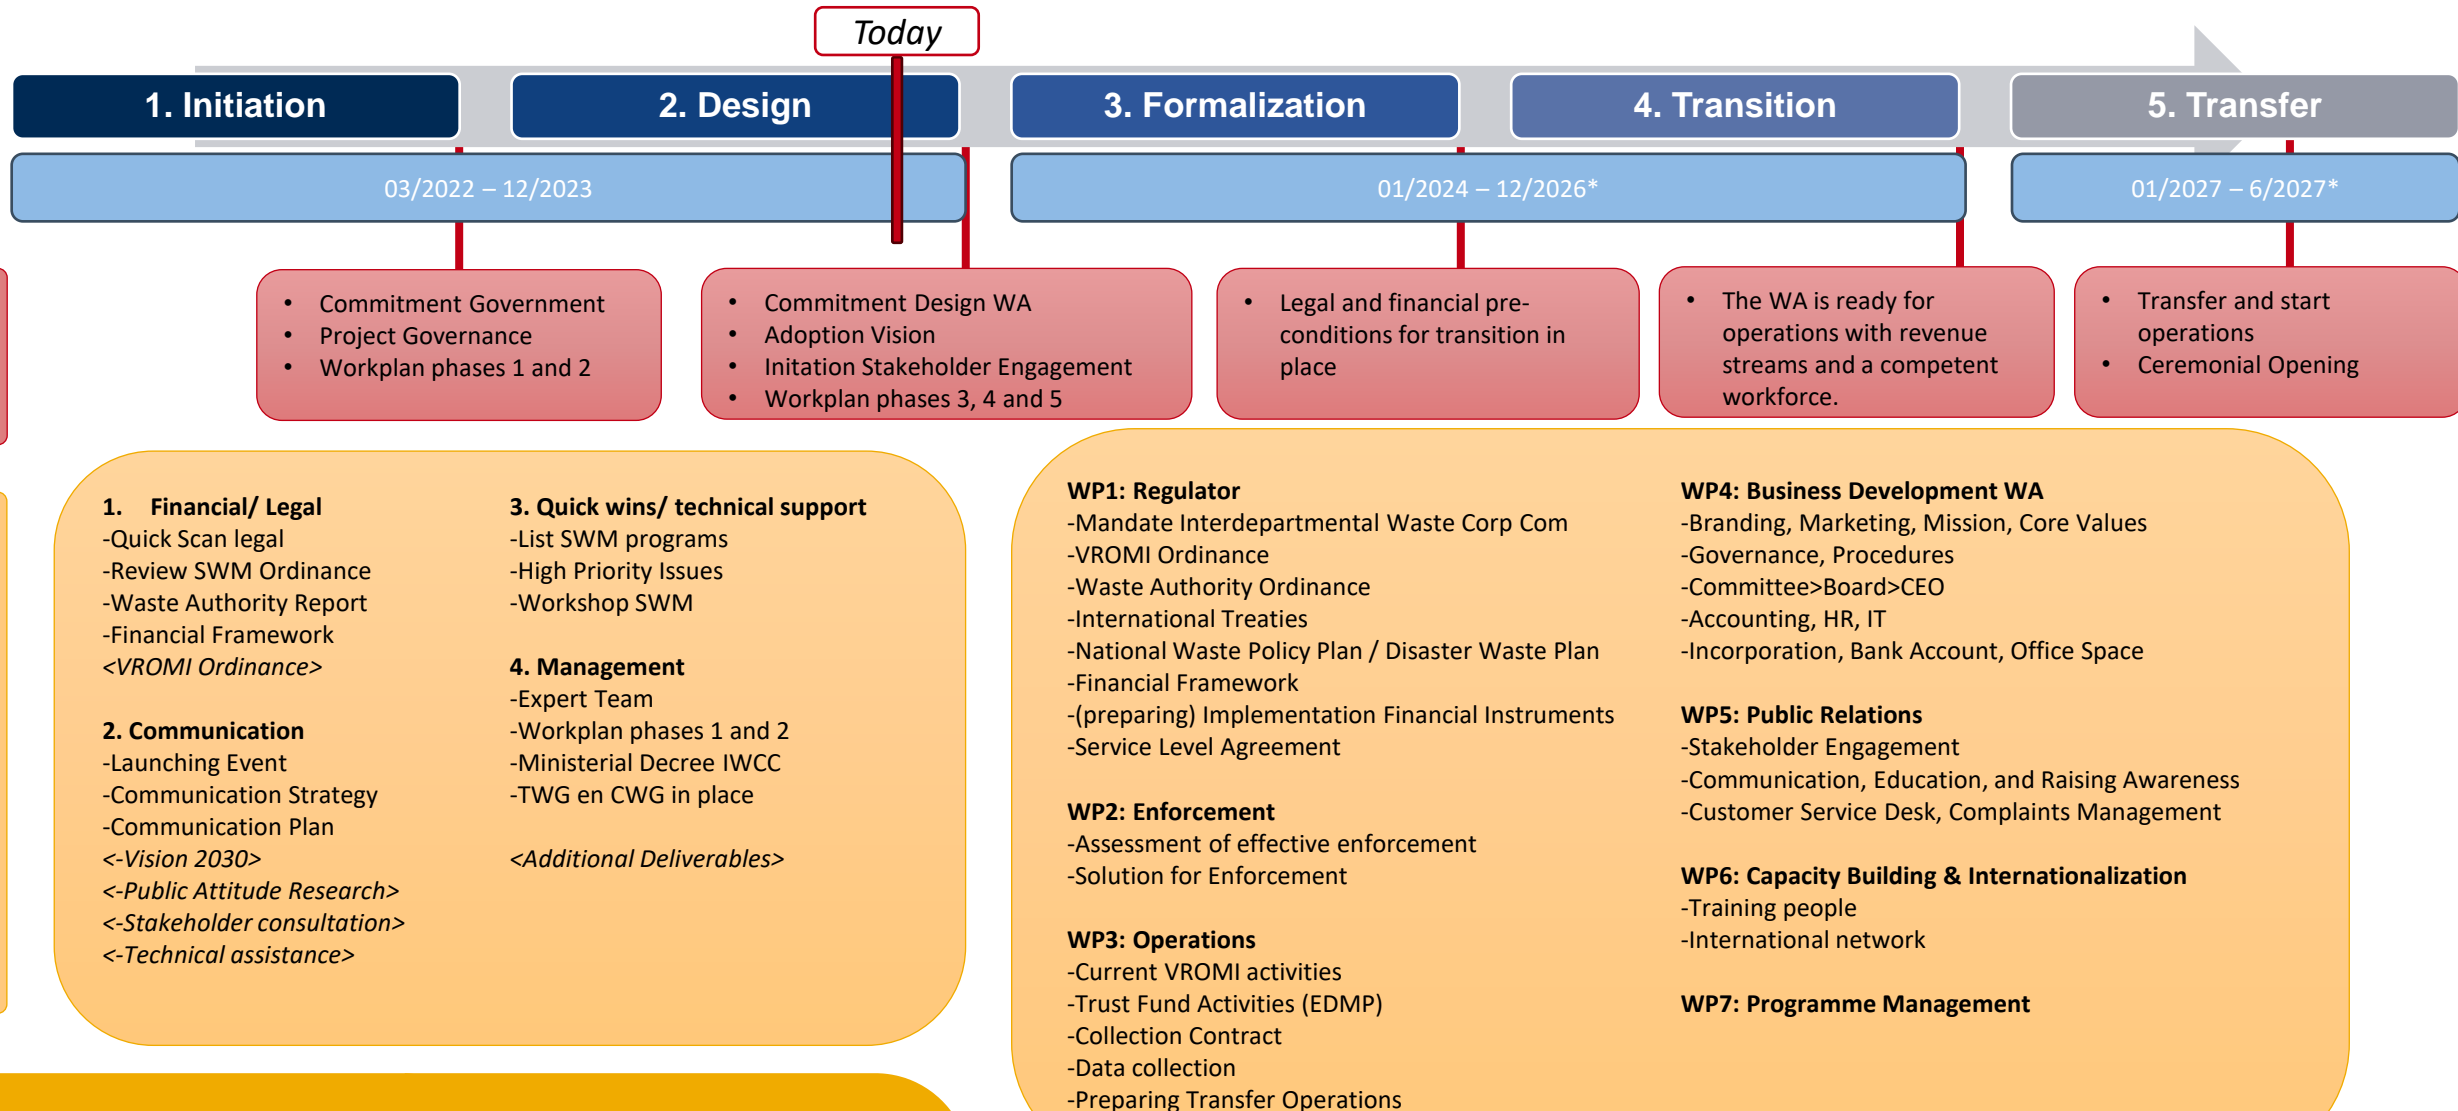 Today
1. Initiation
2. Design
3. Formalization
4. Transition
5. Transfer
03/2022 – 12/2023
01/2024 – 12/2026*
01/2027 – 6/2027*
• Commitment Government
• Project Governance
• Workplan phases 1 and 2
• Commitment Design WA
• Adoption Vision
• Initation Stakeholder Engagement
• Workplan phases 3, 4 and 5
• Legal and financial pre-
conditions for transition in
place
• The WA is ready for
operations with revenue
streams and a competent
workforce.
• Transfer and start
operations
• Ceremonial Opening
1. Financial/ Legal
-Quick Scan legal
-Review SWM Ordinance
-Waste Authority Report
-Financial Framework
<VROMI Ordinance>
2. Communication
-Launching Event
-Communication Strategy
-Communication Plan
<-Vision 2030>
<-Public Attitude Research>
<-Stakeholder consultation>
<-Technical assistance>
3. Quick wins/ technical support
-List SWM programs
-High Priority Issues
-Workshop SWM
4. Management
-Expert Team
-Workplan phases 1 and 2
-Ministerial Decree IWCC
-TWG en CWG in place
<Additional Deliverables>
WP1: Regulator
-Mandate Interdepartmental Waste Corp Com
-VROMI Ordinance
-Waste Authority Ordinance
-International Treaties
-National Waste Policy Plan / Disaster Waste Plan
-Financial Framework
-(preparing) Implementation Financial Instruments
-Service Level Agreement
WP2: Enforcement
-Assessment of effective enforcement
-Solution for Enforcement
WP3: Operations
-Current VROMI activities
-Trust Fund Activities (EDMP)
-Collection Contract
-Data collection
-Preparing Transfer Operations
WP4: Business Development WA
-Branding, Marketing, Mission, Core Values
-Governance, Procedures
-Committee>Board>CEO
-Accounting, HR, IT
-Incorporation, Bank Account, Office Space
WP5: Public Relations
-Stakeholder Engagement
-Communication, Education, and Raising Awareness
-Customer Service Desk, Complaints Management
WP6: Capacity Building & Internationalization
-Training people
-International network
WP7: Programme Management